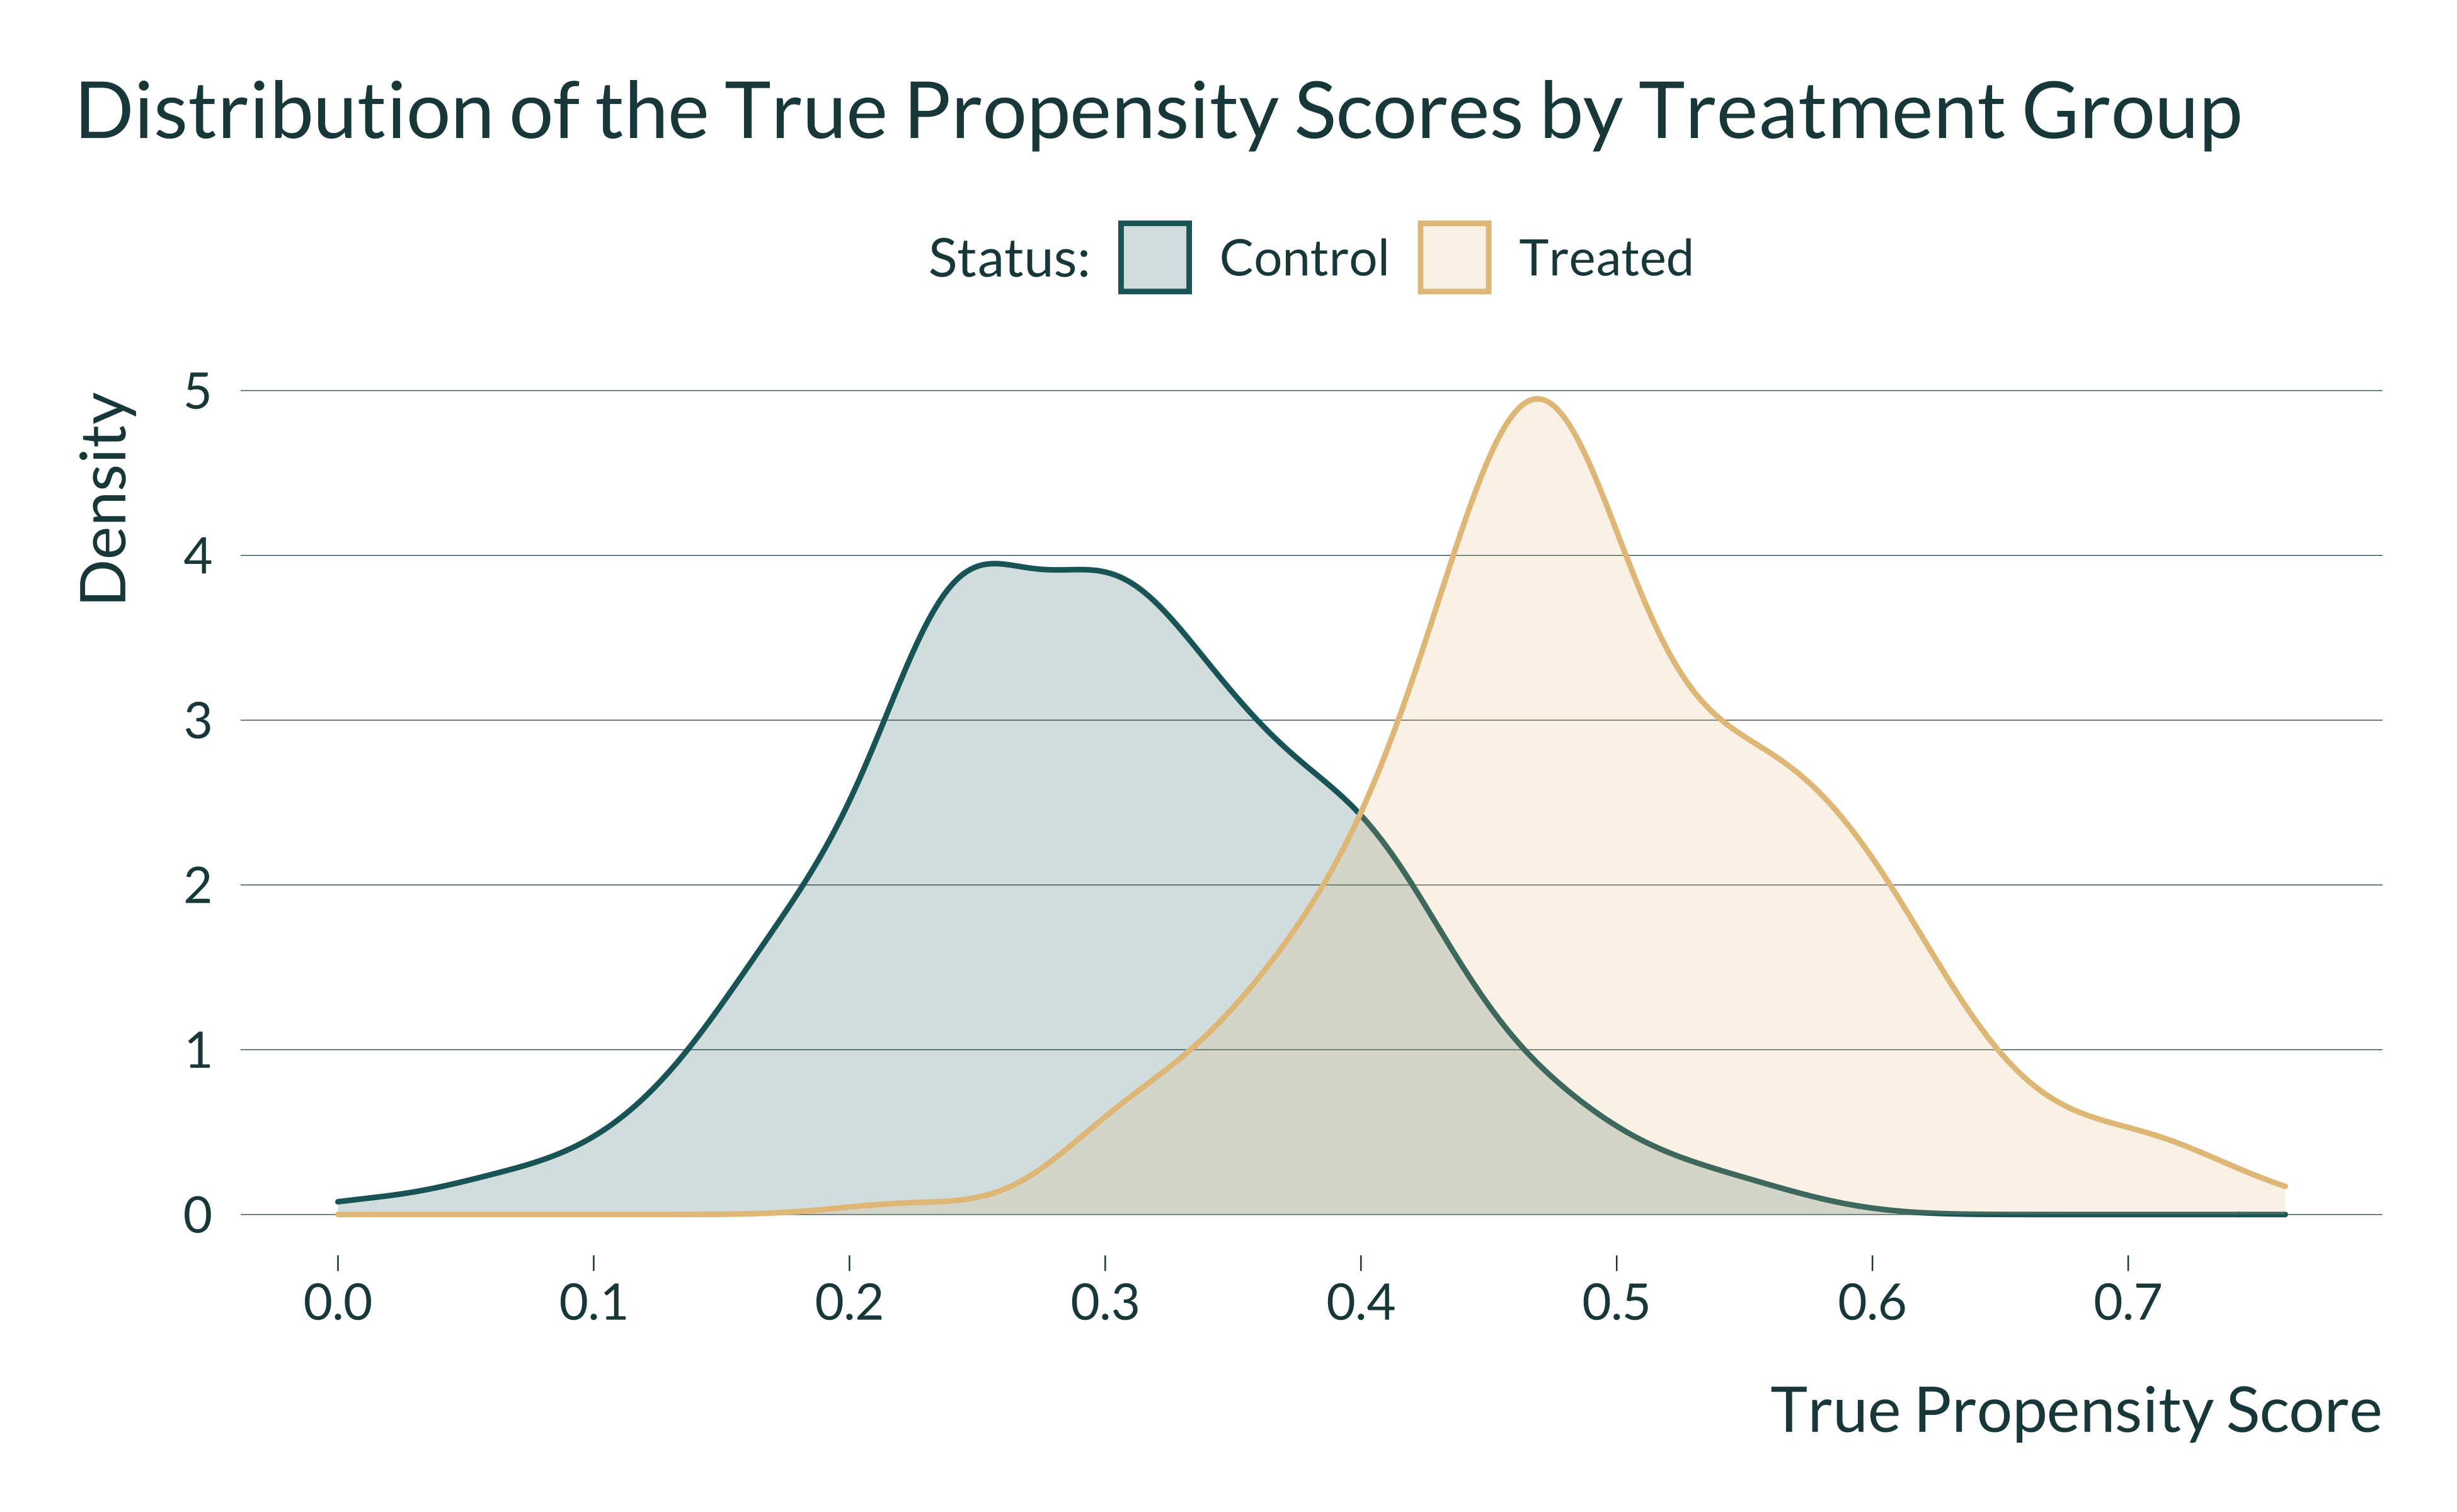 Distribution of the True Propensity Scores by Treatment Group
Status: Control Treated
Density
5
4
3
2
1
0
0.0 0.1 0.2 0.3 0.4 0.5 0.6 0.7
True Propensity Score